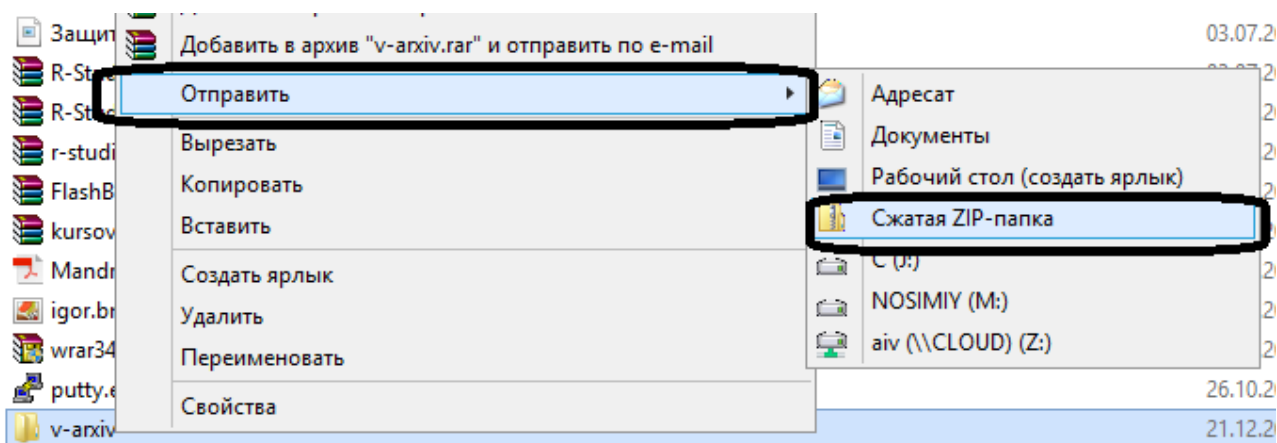 Защит
03.07.2
Добавить в архив "v-arxiv.rar" и отправить по e-mail
Отправить
Адресат
Документы
Вырезать
r-studi
Рабочий стол (создать ярлык)
Копировать
FlashB
Сжатая ZIP-папка
Вставить
kursov
C (J:)
Создать ярлык
Mandr
NOSIMIY (M:)
Удалить
igor.br
aiv (\\CLOUD) (Z:)
Переименовать
wrar34
putty.e
26.10.2
Свойства
v-arxiv
21.12.2